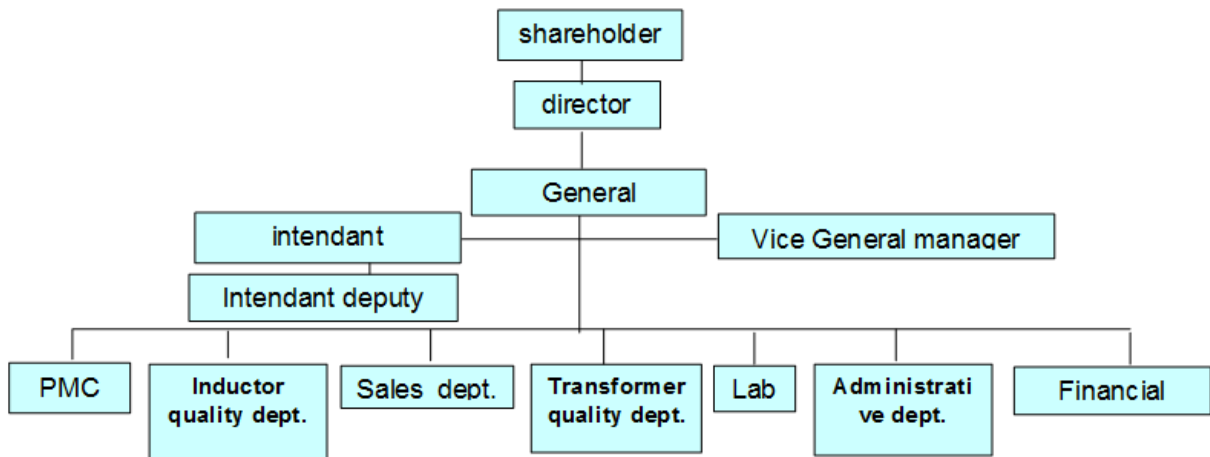 shareholder
director
General
intendant
Vice General manager
Intendant deputy
PMC
Inductor
quality dept.
Sales dept.
Transformer
quality dept.
Lab
Administrati
ve dept.
Financial